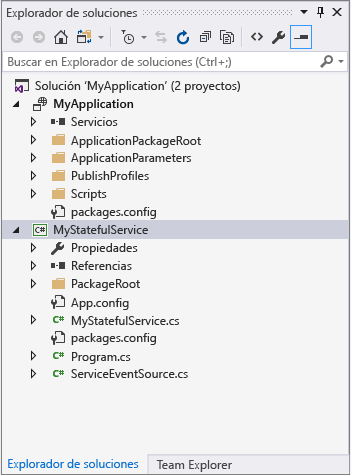 Explorador de soluciones
Buscar en Explorador de soluciones (Ctrl+;)
Solución 'MyApplication' (2 proyectos)
MyApplication
Servicios
ApplicationPackageRoot
ApplicationParameters
PublishProfiles
Scripts
packages.config
C# MyStatefulService
Propiedades
Referencias
PackageRoot
App.config
C# MyStatefulService.cs
packages.config
C# Program.cs
C# ServiceEventSource.cs
Explorador de soluciones Team Explorer